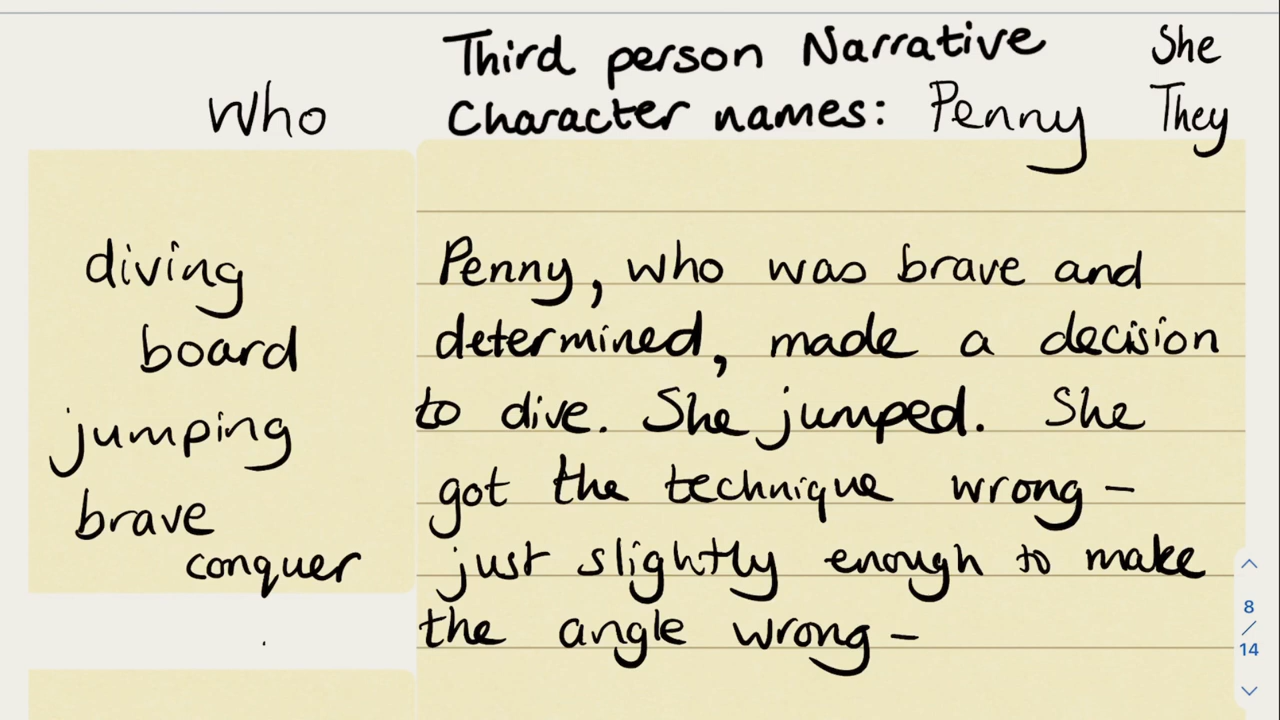 Third person Narrative
She
Who
Character names: Penny
They
diving
board
jumping
brave
conquer
Penny, who was brave and
determined, made a decision
to dive. She jumped. She
got the technique wrong –
just slightly enough to make
the angle wrong –
8
/
14